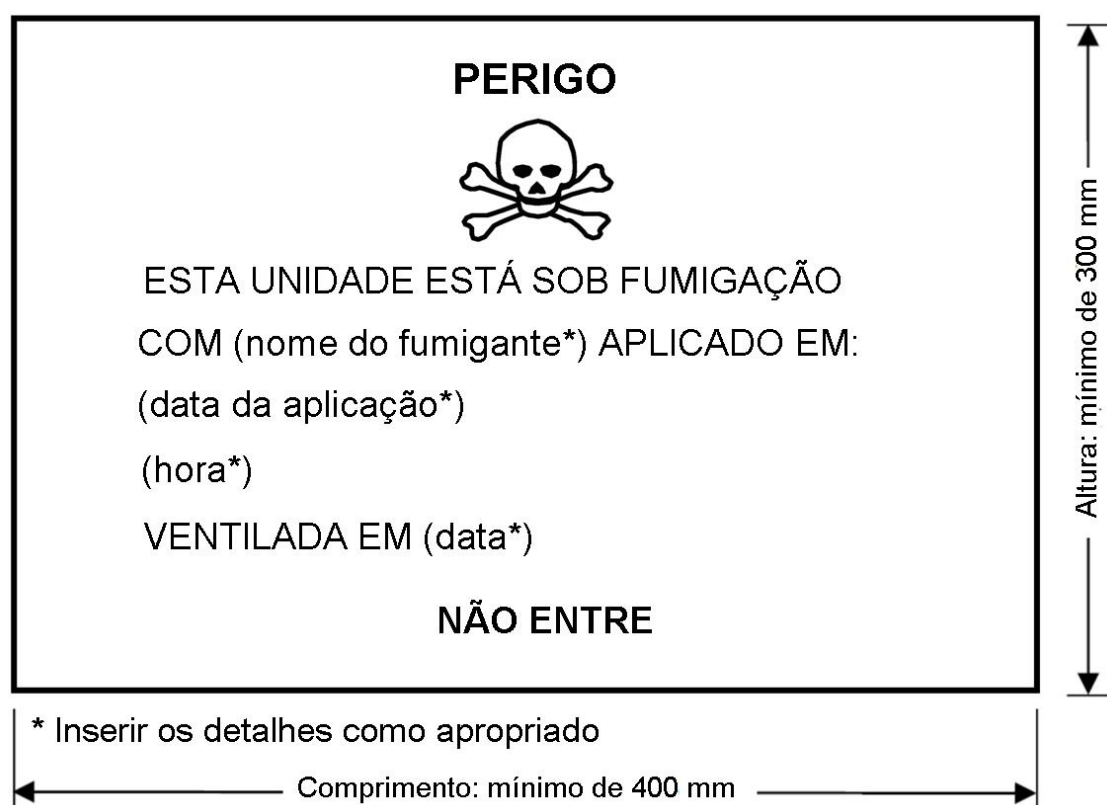 PERIGO
ESTA UNIDADE ESTÁ SOB FUMIGAÇÃO
COM (nome do fumigante*) APLICADO EM:
(data da aplicação*)
(hora*)
VENTILADA EM (data*)
NÃO ENTRE
* Inserir os detalhes como apropriado
Comprimento: mínimo de 400 mm
Altura: mínimo de 300 mm